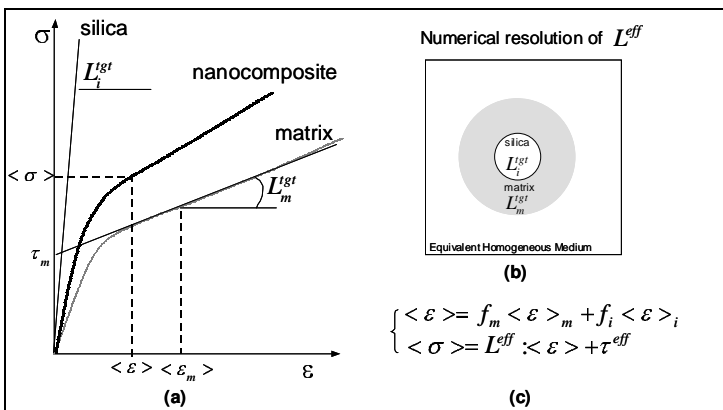 σ
silica
L_i^{tgt}
nanocomposite
matrix
< σ >
L_m^{tgt}
τ_m
< ε >
< ε_m >
ε
(a)
Numerical resolution of L^{eff}
silica
L_i^{tgt}
matrix
L_m^{tgt}
Equivalent Homogeneous Medium
(b)
< ε >= f_m < ε >_m + f_i < ε >_i
< σ >= L^{eff} :< ε > +τ^{eff}
(c)